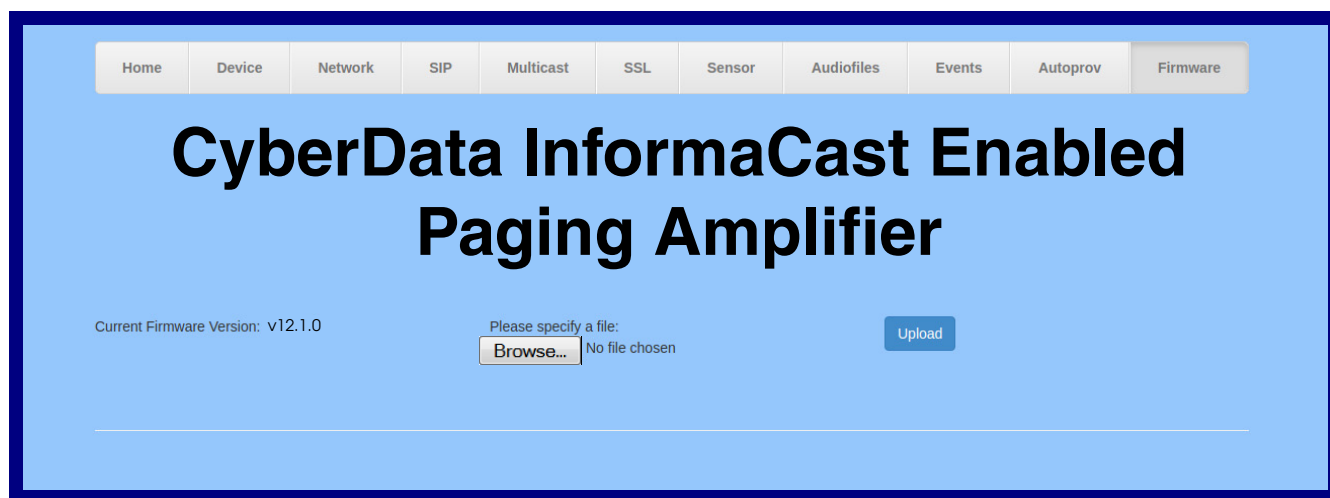 Home Device Network SIP Multicast SSL Sensor Audiofiles Events Autoprov Firmware
CyberData InformaCast Enabled
Paging Amplifier
Current Firmware Version: v12.1.0
Please specify a file:
Browse... No file chosen
Upload